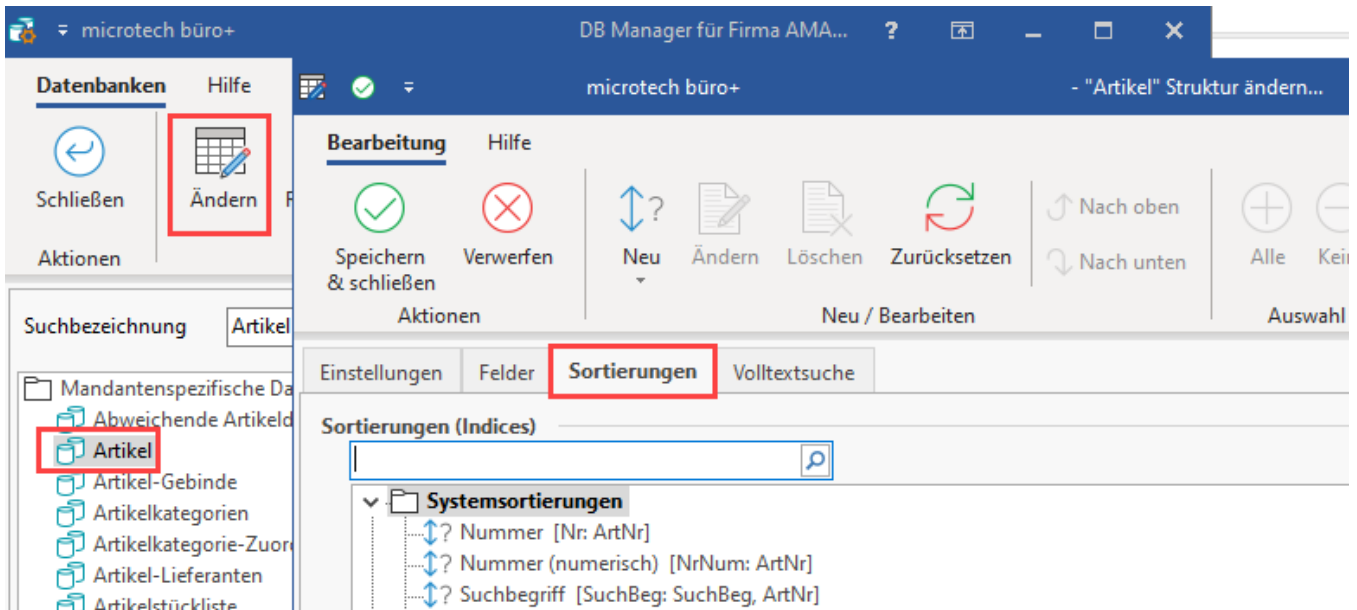 microtech büro+
DB Manager für Firma AMA...
?
Datenbanken
Hilfe
Schließen
Ändern
F
Aktionen
Suchbezeichnung
Artikel
Mandantenspezifische Da
Abweichende Artikeld
Artikel
Artikel-Gebinde
Artikelkategorien
Artikelkategorie-Zuor
Artikel-Lieferanten
Artikelstückliste
microtech büro+
- "Artikel" Struktur ändern...
Bearbeitung
Hilfe
Speichern
& schließen
Verwerfen
Aktionen
Neu
Ändern
Löschen
Zurücksetzen
Nach oben
Nach unten
Neu / Bearbeiten
Alle
Kein
Auswahl
Einstellungen
Felder
Sortierungen
Volltextsuche
Sortierungen (Indices)
Systemsortierungen
? Nummer [Nr: ArtNr]
? Nummer (numerisch) [NrNum: ArtNr]
? Suchbegriff [SuchBeg: SuchBeg, ArtNr]